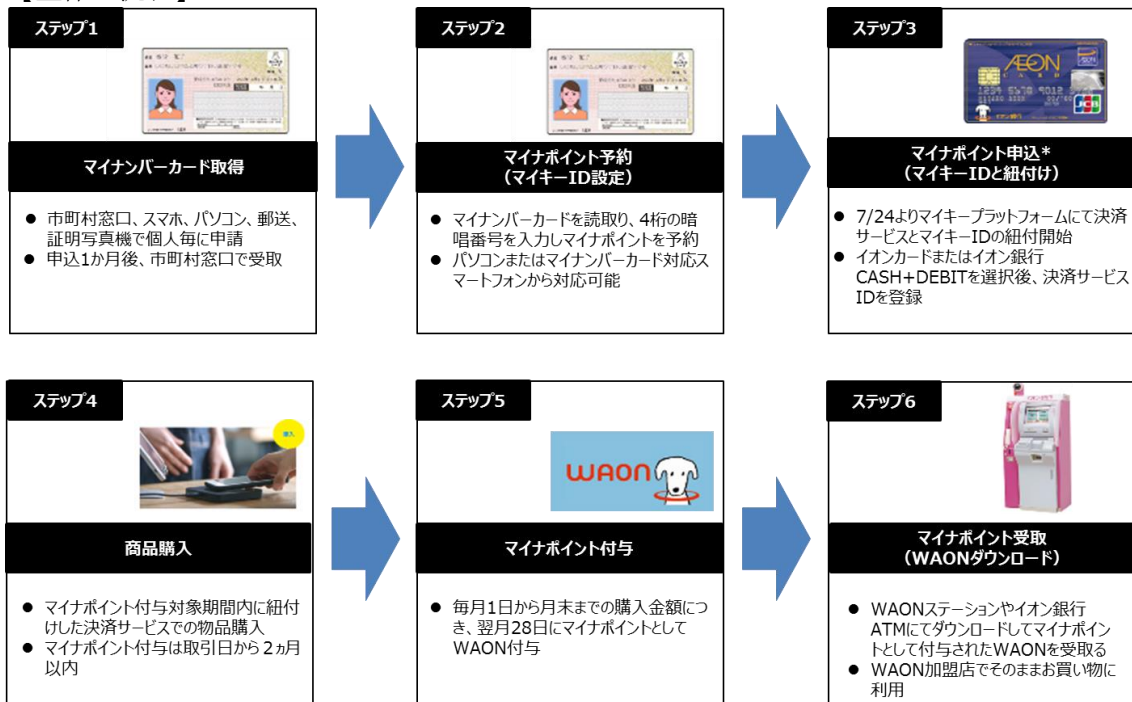 ステップ1
マイナンバーカード取得
● 市町村窓口、スマホ、パソコン、郵送、
証明写真機で個人毎に申請
● 申込1か月後、市町村窓口で受取
ステップ2
マイナポイント予約
（マイキーID設定）
● マイナンバーカードを読取り、4桁の暗
唱番号を入力しマイナポイントを予約
● パソコンまたはマイナンバーカード対応ス
マートフォンから対応可能
ステップ3
AEON
CARD
AEON
1234 5678 9012
JCB
イオン銀行
マイナポイント申込*
（マイキーIDと紐付け）
● 7/24よりマイキープラットフォームにて決済
サービスとマイキーIDの紐付開始
● イオンカードまたはイオン銀行
CASH+DEBITを選択後、決済サービス
IDを登録
ステップ4
購入
商品購入
● マイナポイント付与対象期間内に紐付
けした決済サービスでの物品購入
● マイナポイント付与は取引日から２ヵ月
以内
ステップ5
WAON
マイナポイント付与
● 毎月1日から月末までの購入金額につ
き、翌月28日にマイナポイントとして
WAON付与
ステップ6
マイナポイント受取
（WAONダウンロード）
● WAONステーションやイオン銀行
ATMにてダウンロードしてマイナポイン
トとして付与されたWAONを受取る
● WAON加盟店でそのままお買い物に
利用